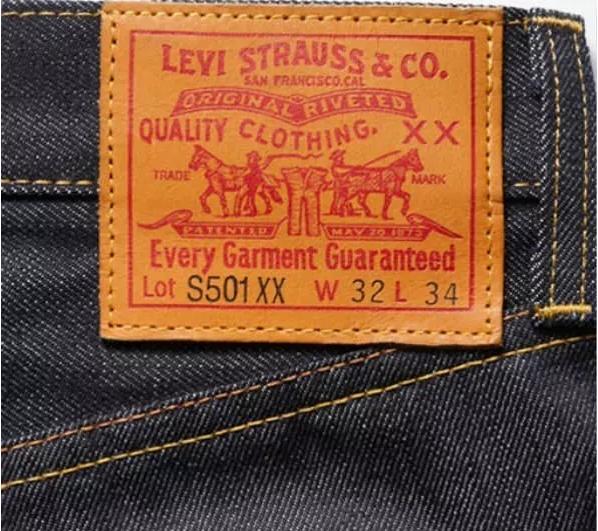 LEVI STRAUSS & CO.
SAN FRANCISCO.CAL
ORIGINAL RIVETED
QUALITY CLOTHING. XX
TRADE MARK
PATENTED MAY 20 1873
Every Garment Guaranteed
Lot S501XX W 32 L 34